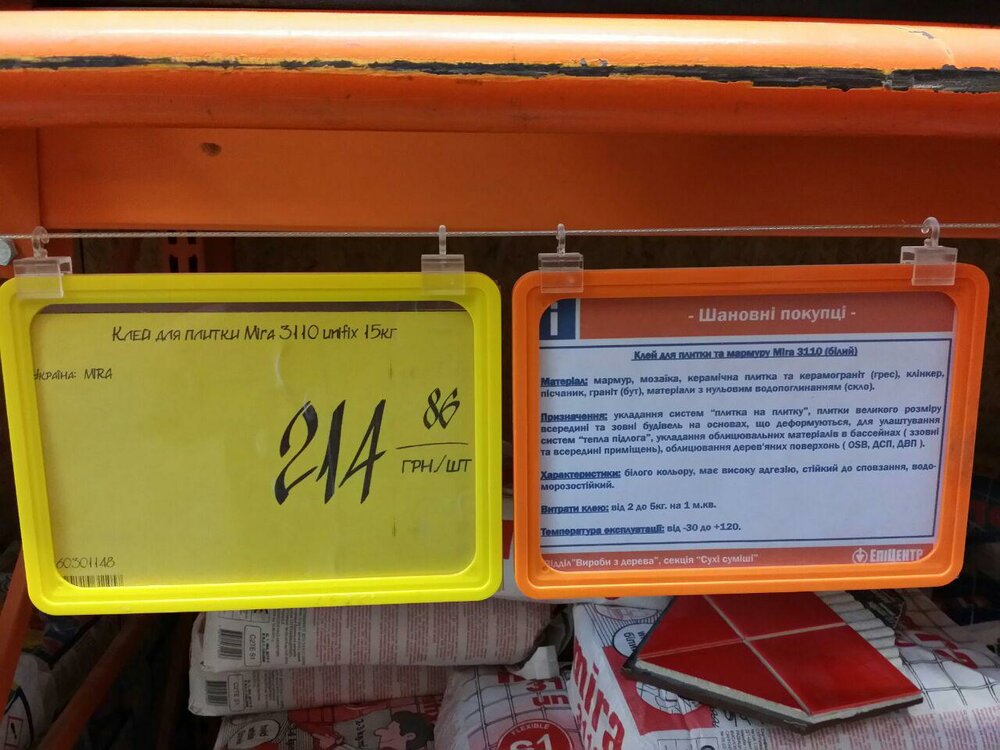 Клей для плитки Mira 3110 unifix 15кг
Україна: MIRA
214 86
ГРН/ШТ
60301148
i
- Шановні покупці -
Клей для плитки та мармуру Mira 3110 (білий)
Матеріал: мармур, мозаїка, керамічна плитка та керамограніт (грес), клінкер,
пісчаник, граніт (бут), матеріали з нульовим водопоглинанням (скло).
Призначення: укладання систем "плитка на плитку", плитки великого розміру
всередині та зовні будівель на основах, що деформуються, для улаштування
систем "тепла підлога", укладання облицювальних матеріалів в бассейнах ( ззовні
та всередині приміщень), облицювання дерев'яних поверхонь ( OSB, ДСП, ДВП ).
Характеристики: білого кольору, має високу адгезію, стійкий до сповзання, водо-
морозостійкий.
Витрати клею: від 2 до 5кг. на 1 м.кв.
Температура експлуатації: від -30 до +120.
Відділ "Вироби з дерева", секція "Сухі суміші"
ЕПІЦЕНТР
mira
FLEXIBLE
S1